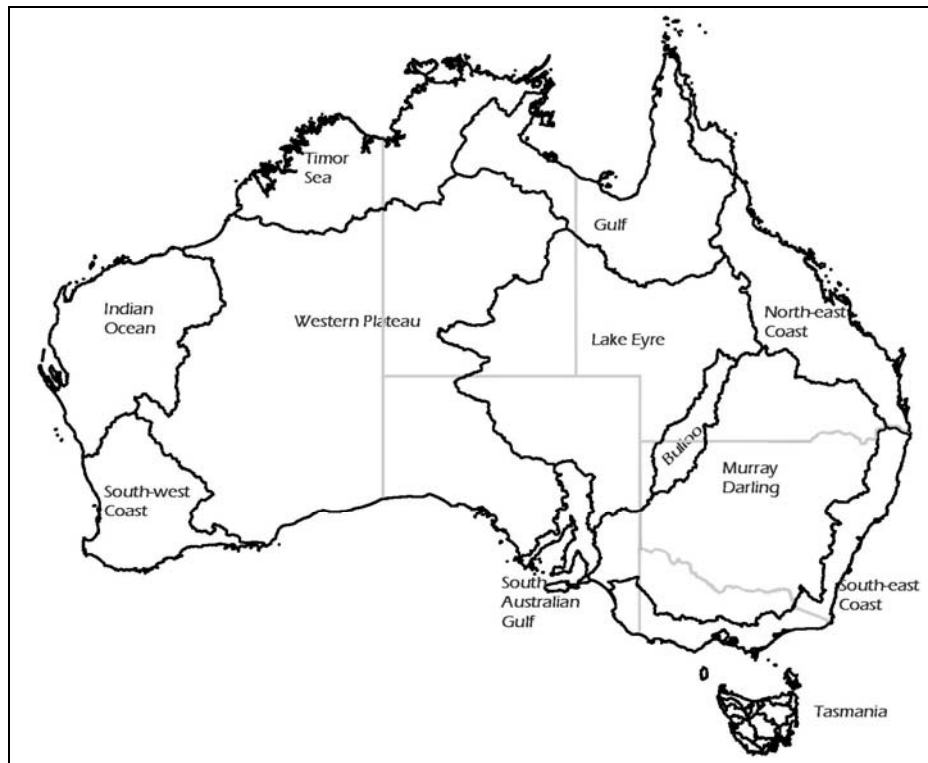 Timor
Sea
Gulf
Indian
Ocean
Western Plateau
Lake Eyre
North-east
Coast
Bulloo
Murray
Darling
South-west
Coast
South
Australian
Gulf
South-east
Coast
Tasmania